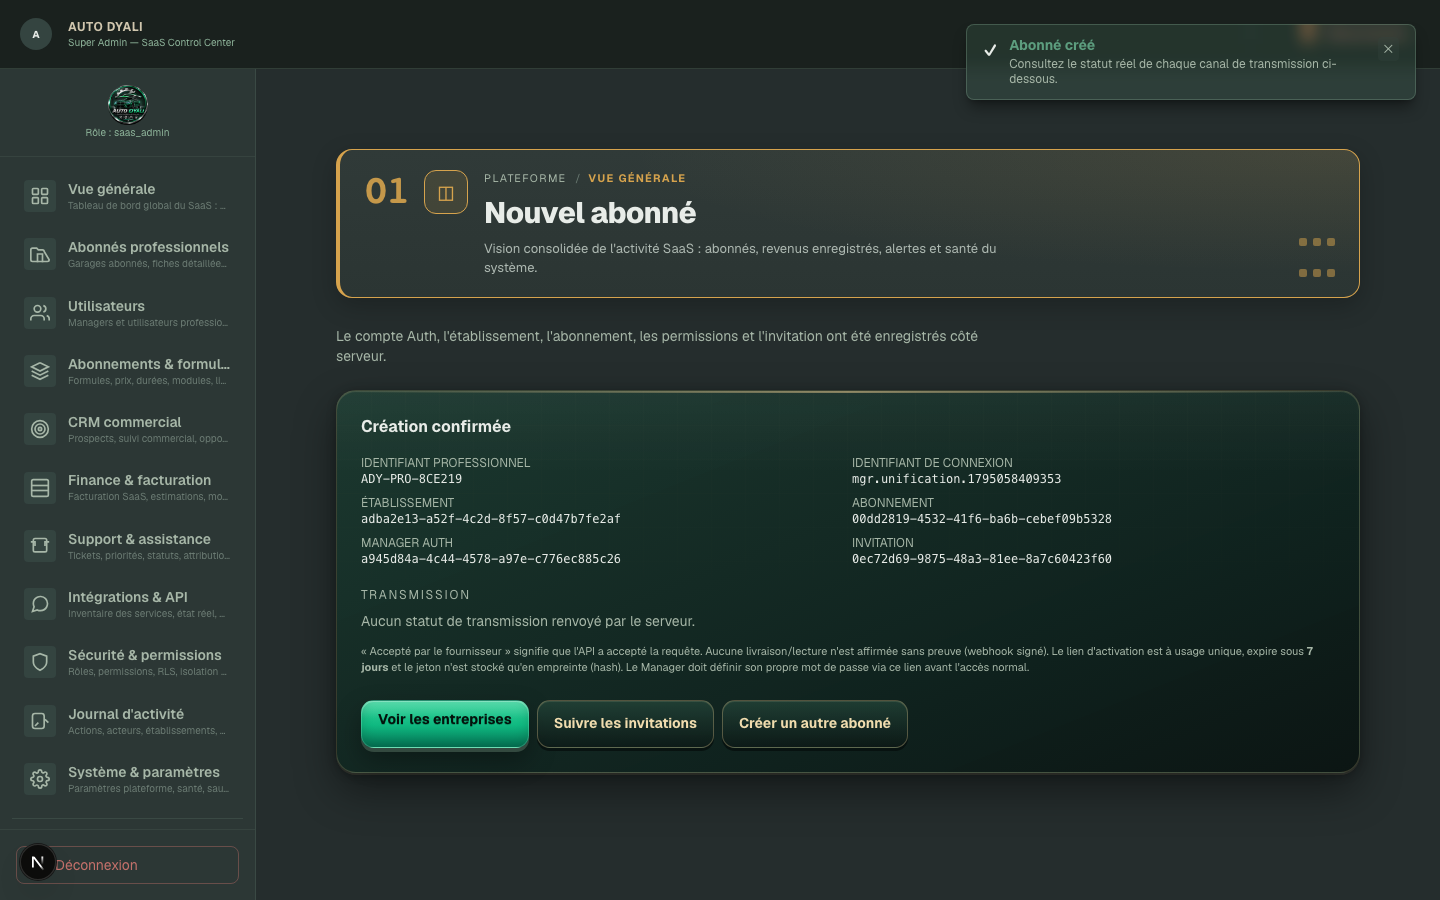 A
AUTO DYALI
Super Admin — SaaS Control Center
Abonné créé
Consultez le statut réel de chaque canal de transmission ci-
dessous.
AUTO DYALI
Rôle : saas_admin
Vue générale
Tableau de bord global du SaaS : ...
Abonnés professionnels
Garages abonnés, fiches détaillée...
Utilisateurs
Managers et utilisateurs professio...
Abonnements & formul...
Formules, prix, durées, modules, li...
CRM commercial
Prospects, suivi commercial, oppo...
Finance & facturation
Facturation SaaS, estimations, mo...
Support & assistance
Tickets, priorités, statuts, attributio...
Intégrations & API
Inventaire des services, état réel, ...
Sécurité & permissions
Rôles, permissions, RLS, isolation ...
Journal d'activité
Actions, acteurs, établissements, ...
Système & paramètres
Paramètres plateforme, santé, sau...
N
Déconnexion
01
PLATEFORME / VUE GÉNÉRALE
Nouvel abonné
Vision consolidée de l'activité SaaS : abonnés, revenus enregistrés, alertes et santé du
système.
Le compte Auth, l'établissement, l'abonnement, les permissions et l'invitation ont été enregistrés côté
serveur.
Création confirmée
IDENTIFIANT PROFESSIONNEL
ADY-PRO-8CE219
IDENTIFIANT DE CONNEXION
mgr.unification.1795058409353
ÉTABLISSEMENT
adba2e13-a52f-4c2d-8f57-c0d47b7fe2af
ABONNEMENT
00dd2819-4532-41f6-ba6b-cebef09b5328
MANAGER AUTH
a945d84a-4c44-4578-a97e-c776ec885c26
INVITATION
0ec72d69-9875-48a3-81ee-8a7c60423f60
TRANSMISSION
Aucun statut de transmission renvoyé par le serveur.
« Accepté par le fournisseur » signifie que l'API a accepté la requête. Aucune livraison/lecture n'est affirmée sans preuve (webhook signé). Le lien d'activation est à usage unique, expire sous 7
jours et le jeton n'est stocké qu'en empreinte (hash). Le Manager doit définir son propre mot de passe via ce lien avant l'accès normal.
Voir les entreprises
Suivre les invitations
Créer un autre abonné